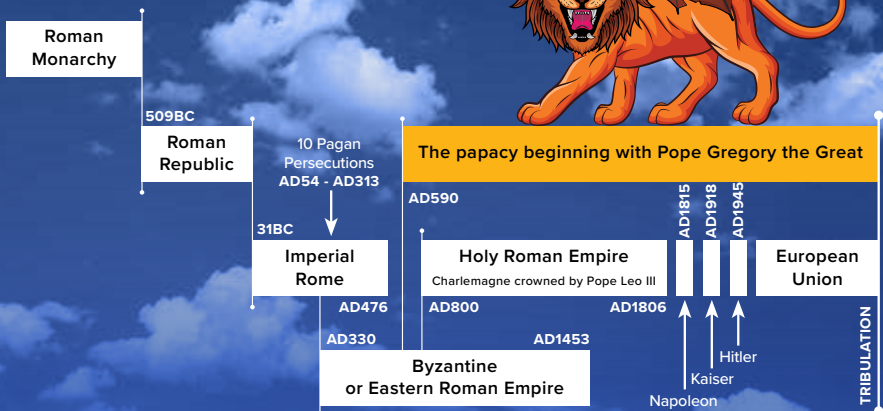 Roman
Monarchy
509BC
Roman
Republic
10 Pagan
Persecutions
AD54 - AD313
The papacy beginning with Pope Gregory the Great
AD590
AD1815
AD1918
AD1945
31BC
Imperial
Rome
Holy Roman Empire
Charlemagne crowned by Pope Leo III
European
Union
AD476
AD800
AD1806
AD330
AD1453
Byzantine
or Eastern Roman Empire
Hitler
Kaiser
Napoleon
TRIBULATION